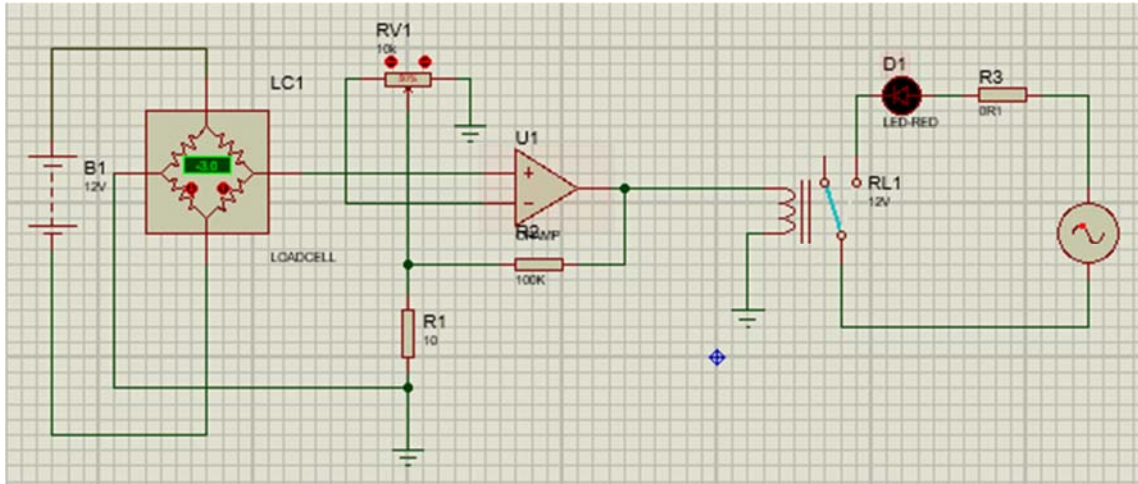 RV1
10k
LC1
-3.0
LOADCELL
B1
12V
U1
R2
100K
R1
10
D1
LED-RED
R3
0R1
RL1
12V